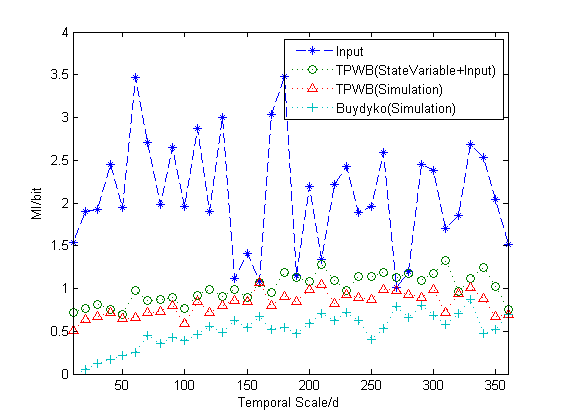 4
3.5
3
2.5
2
1.5
1
0.5
0
MI/bit
Input
TPWB(StateVariable+Input)
TPWB(Simulation)
Buydyko(Simulation)
50 100 150 200 250 300 350
Temporal Scale/d